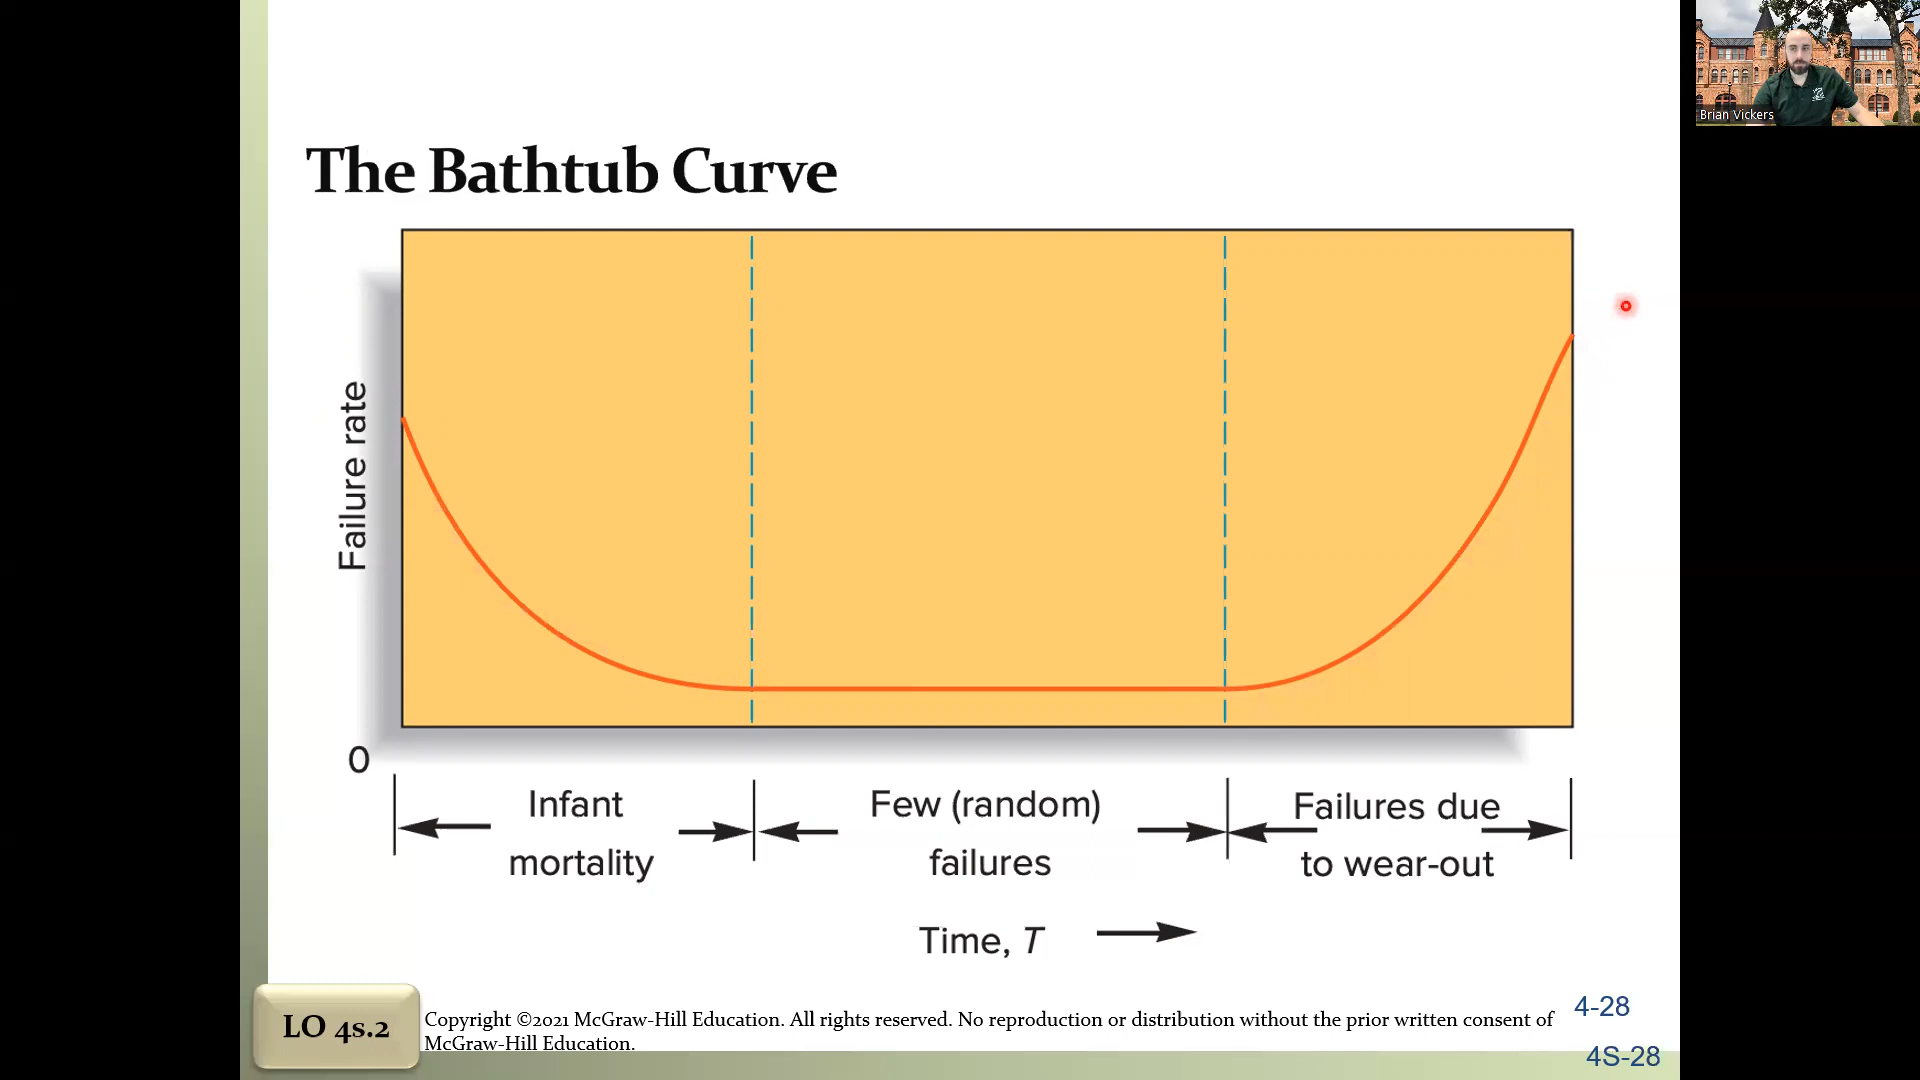 Brian Vickers
The Bathtub Curve
Failure rate
0
Infant
mortality
Few (random)
failures
Failures due
to wear-out
Time, T
LO 4s.2
Copyright ©2021 McGraw-Hill Education. All rights reserved. No reproduction or distribution without the prior written consent of
McGraw-Hill Education.
4-28
4S-28